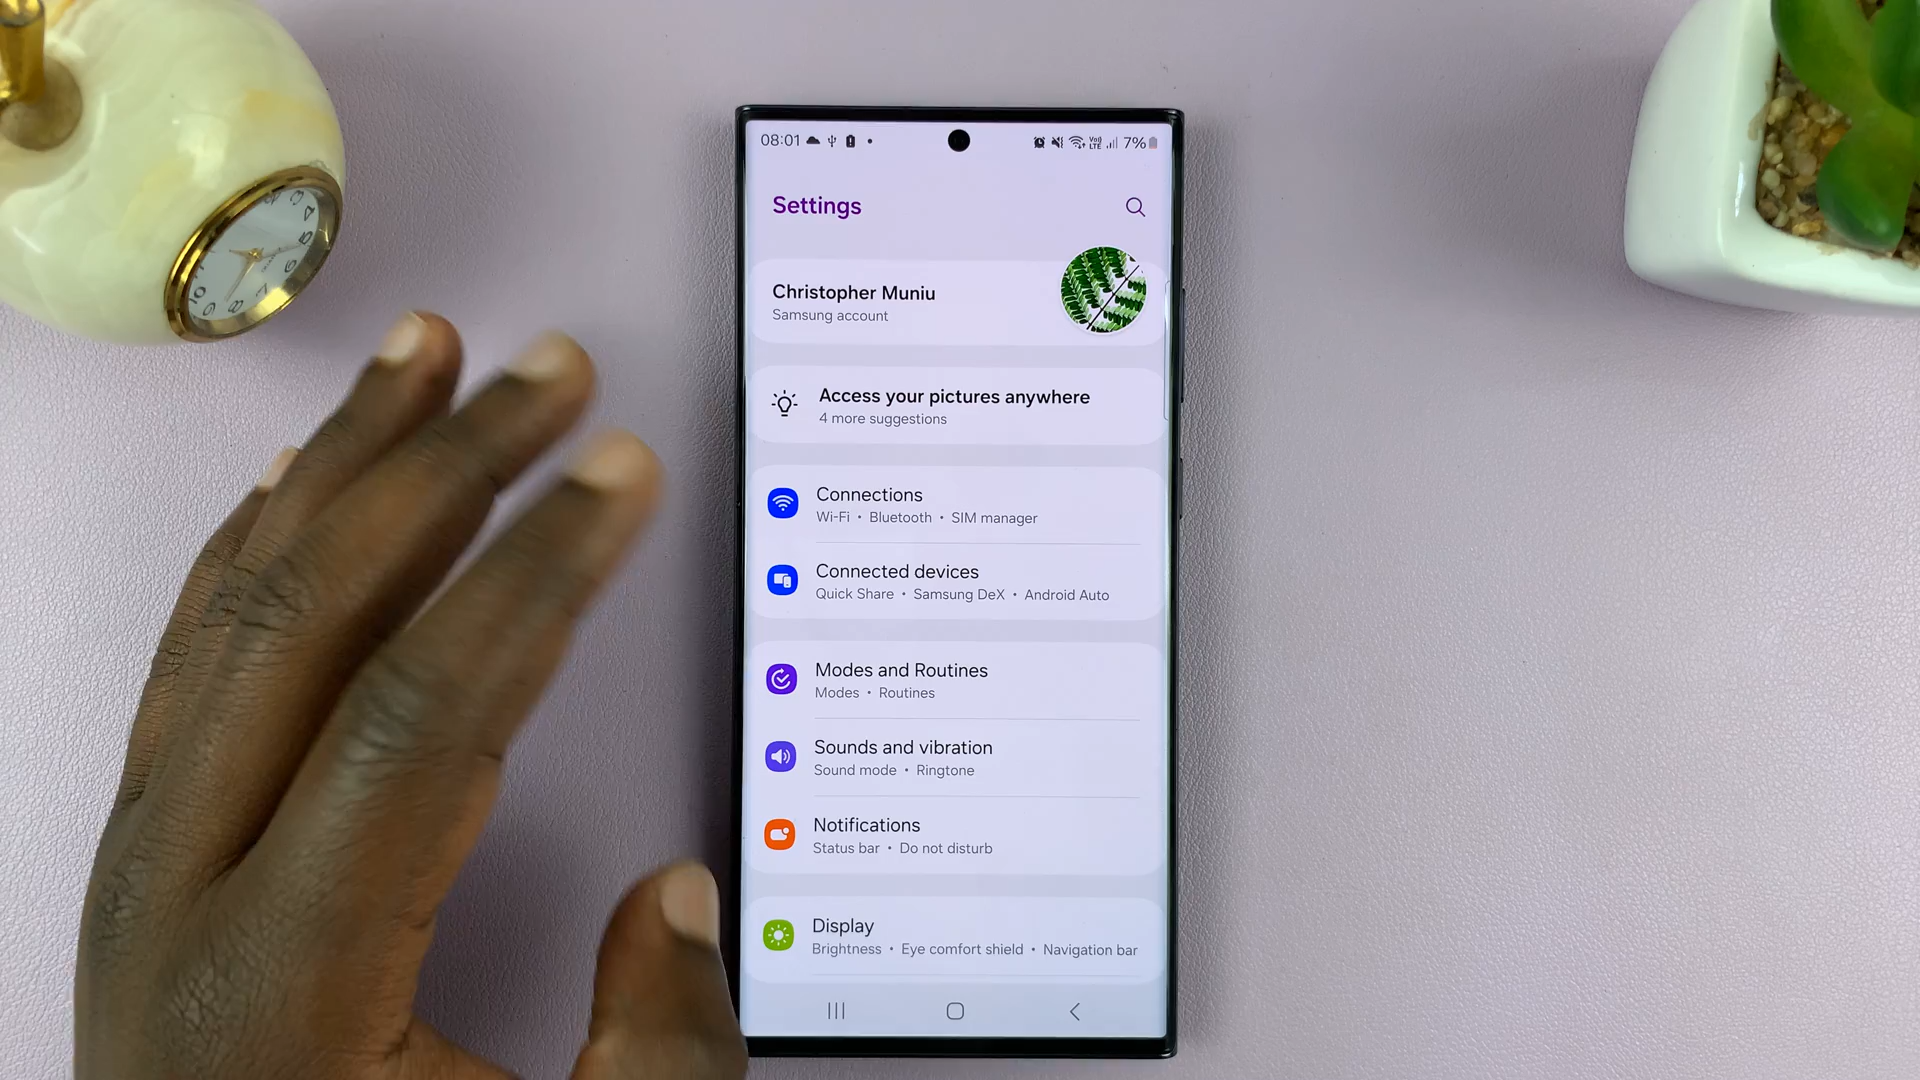 08:01 7%
Vo))
LTE
Settings
Christopher Muniu
Samsung account
Access your pictures anywhere
4 more suggestions
Connections
Wi-Fi • Bluetooth • SIM manager
Connected devices
Quick Share • Samsung DeX • Android Auto
Modes and Routines
Modes • Routines
Sounds and vibration
Sound mode • Ringtone
Notifications
Status bar • Do not disturb
Display
Brightness • Eye comfort shield • Navigation bar